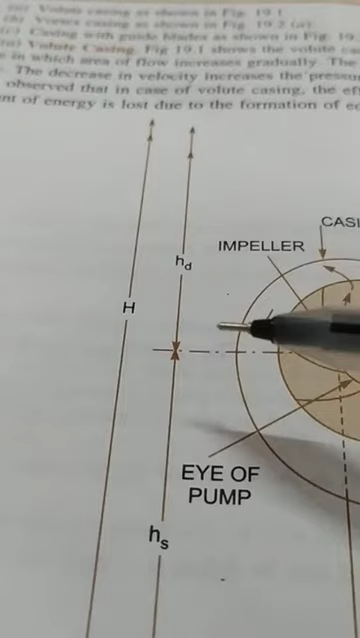 (a) Volute casing as shown in Fig. 19.1
(b) Vortex casing as shown in Fig. 19.2 (a).
(c) Casing with guide blades as shown in Fig. 19.
(a) Volute Casing. Fig 19.1 shows the volute ca
e in which area of flow increases gradually. The
. The decrease in velocity increases the pressu
observed that in case of volute casing, the ef
nt of energy is lost due to the formation of ed
CASI
IMPELLER
hd
H
EYE OF
PUMP
hs